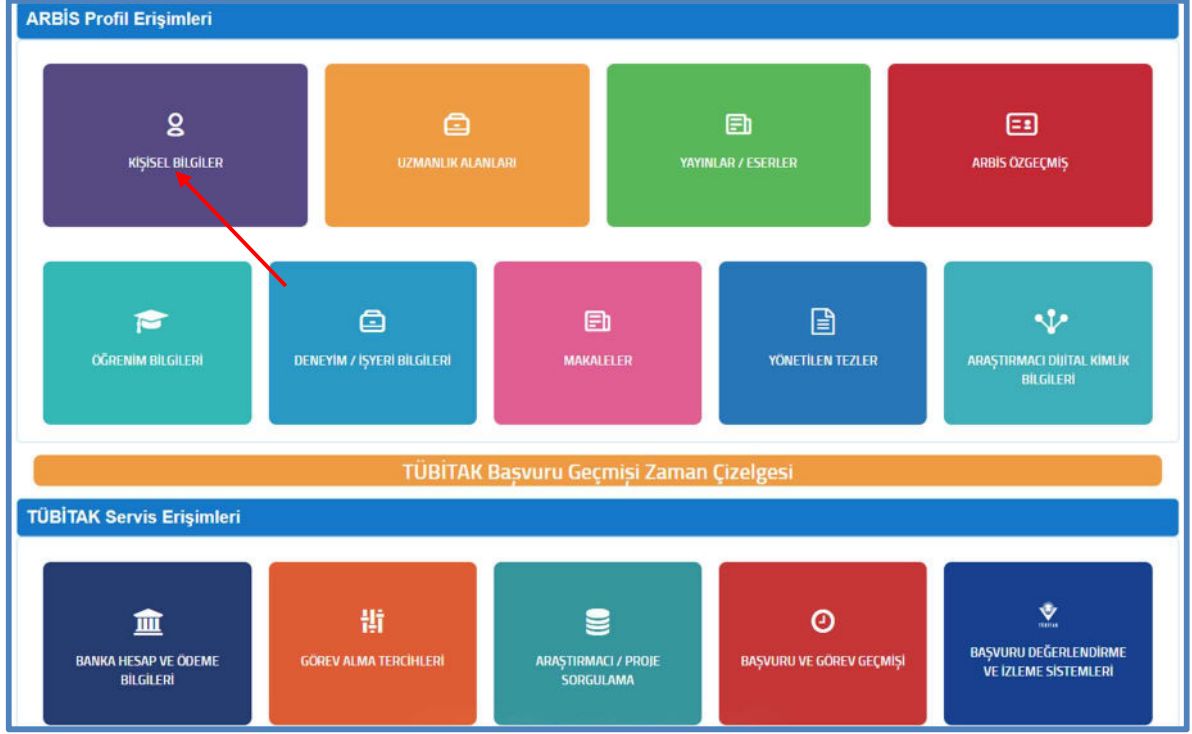 ARBİS Profil Erişimleri
KİŞİSEL BİLGİLER
UZMANLIK ALANLARI
YAYINLAR / ESERLER
ARBİS ÖZGEÇMİŞ
ÖĞRENİM BİLGİLERİ
DENEYİM / İŞYERİ BİLGİLERİ
MAKALELER
YÖNETİLEN TEZLER
ARAŞTIRMACI DİJİTAL KİMLİK
BİLGİLERİ
TÜBİTAK Başvuru Geçmişi Zaman Çizelgesi
TÜBİTAK Servis Erişimleri
BANKA HESAP VE ÖDEME
BİLGİLERİ
GÖREV ALMA TERCİHLERİ
ARAŞTIRMACI / PROJE
SORGULAMA
BAŞVURU VE GÖREV GEÇMİŞİ
TÜBİTAK
BAŞVURU DEĞERLENDİRME
VE İZLEME SİSTEMLERİ